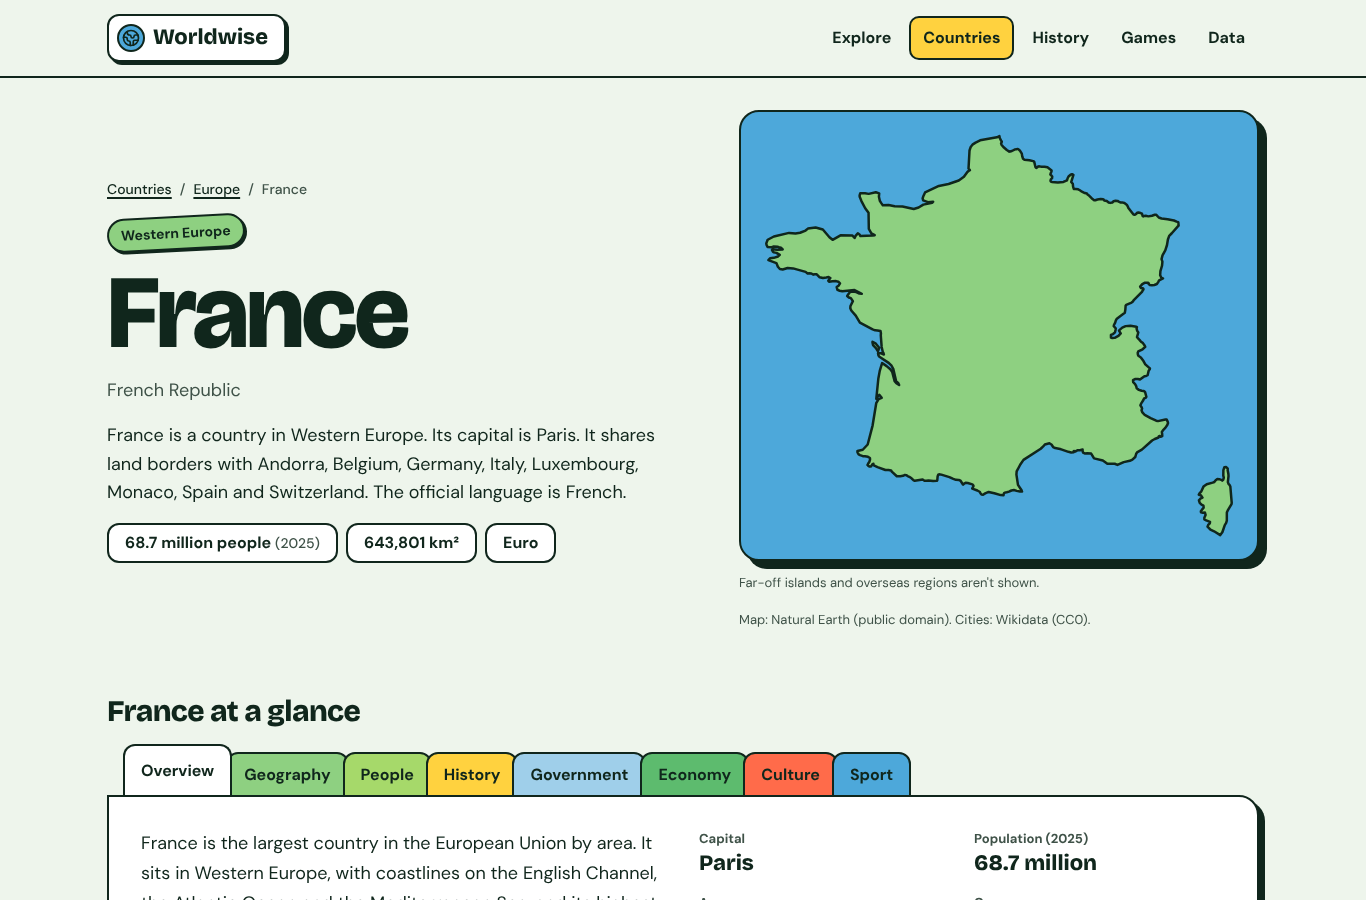 Worldwise
Explore
Countries
History
Games
Data
Countries / Europe / France
Western Europe
France
French Republic
France is a country in Western Europe. Its capital is Paris. It shares
land borders with Andorra, Belgium, Germany, Italy, Luxembourg,
Monaco, Spain and Switzerland. The official language is French.
68.7 million people (2025)
643,801 km²
Euro
Far-off islands and overseas regions aren't shown.
Map: Natural Earth (public domain). Cities: Wikidata (CC0).
France at a glance
Overview
Geography
People
History
Government
Economy
Culture
Sport
France is the largest country in the European Union by area. It
sits in Western Europe, with coastlines on the English Channel,
Capital
Paris
Population (2025)
68.7 million